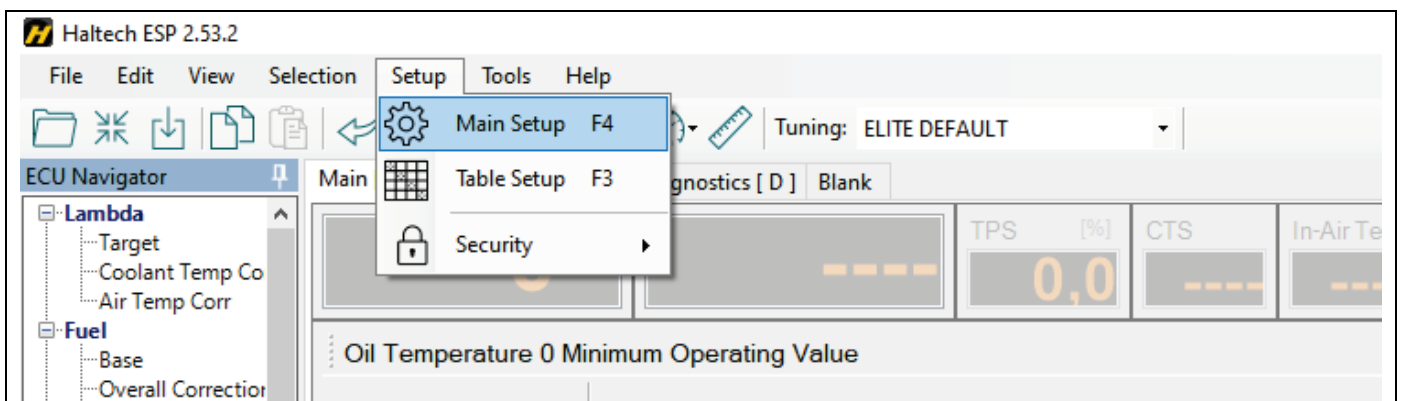 Haltech ESP 2.53.2
File Edit View Selection Setup Tools Help
Main Setup F4
Tuning: ELITE DEFAULT
ECU Navigator
Main
Table Setup F3
gnostics [ D ] Blank
Lambda
Target
Coolant Temp Co
Air Temp Corr
Security
TPS [%] CTS In-Air Te
0,0 ---- ---
----
Fuel
Base
Overall Correction
Oil Temperature 0 Minimum Operating Value